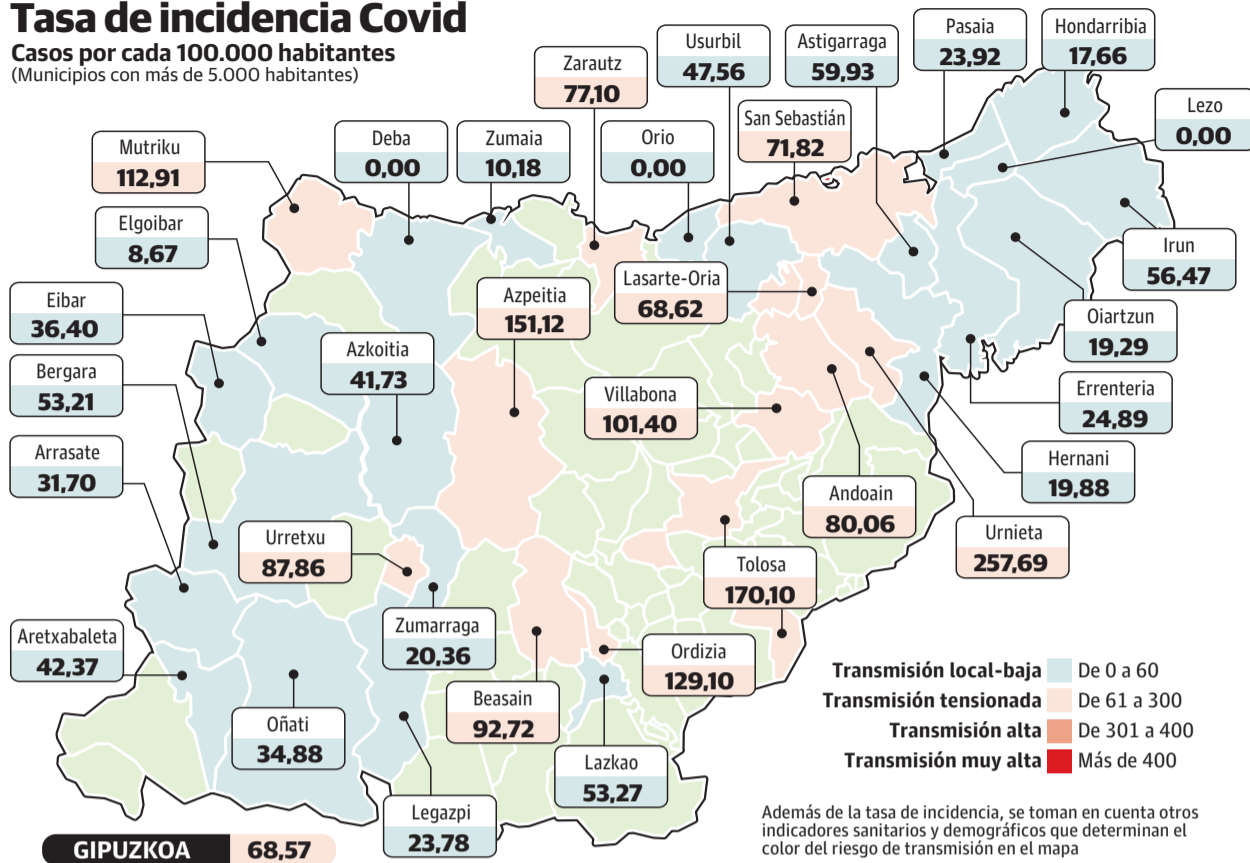 Tasa de incidencia Covid
Casos por cada 100.000 habitantes
(Municipios con más de 5.000 habitantes)
Zarautz
77,10
Usurbil
47,56
Astigarraga
59,93
Pasaia
23,92
Hondarribia
17,66
Lezo
0,00
Mutriku
112,91
Deba
0,00
Zumaia
10,18
Orio
0,00
San Sebastián
71,82
Elgoibar
8,67
Irun
56,47
Eibar
36,40
Azpeitia
151,12
Lasarte-Oria
68,62
Oiartzun
19,29
Bergara
53,21
Azkoitia
41,73
Villabona
101,40
Errenteria
24,89
Arrasate
31,70
Hernani
19,88
Andoain
80,06
Urnieta
257,69
Urretxu
87,86
Tolosa
170,10
Aretxabaleta
42,37
Zumarraga
20,36
Ordizia
129,10
Oñati
34,88
Beasain
92,72
Lazkao
53,27
Legazpi
23,78
Transmisión local-baja De 0 a 60
Transmisión tensionada De 61 a 300
Transmisión alta De 301 a 400
Transmisión muy alta Más de 400
Además de la tasa de incidencia, se toman en cuenta otros
indicadores sanitarios y demográficos que determinan el
color del riesgo de transmisión en el mapa
GIPUZKOA 68,57